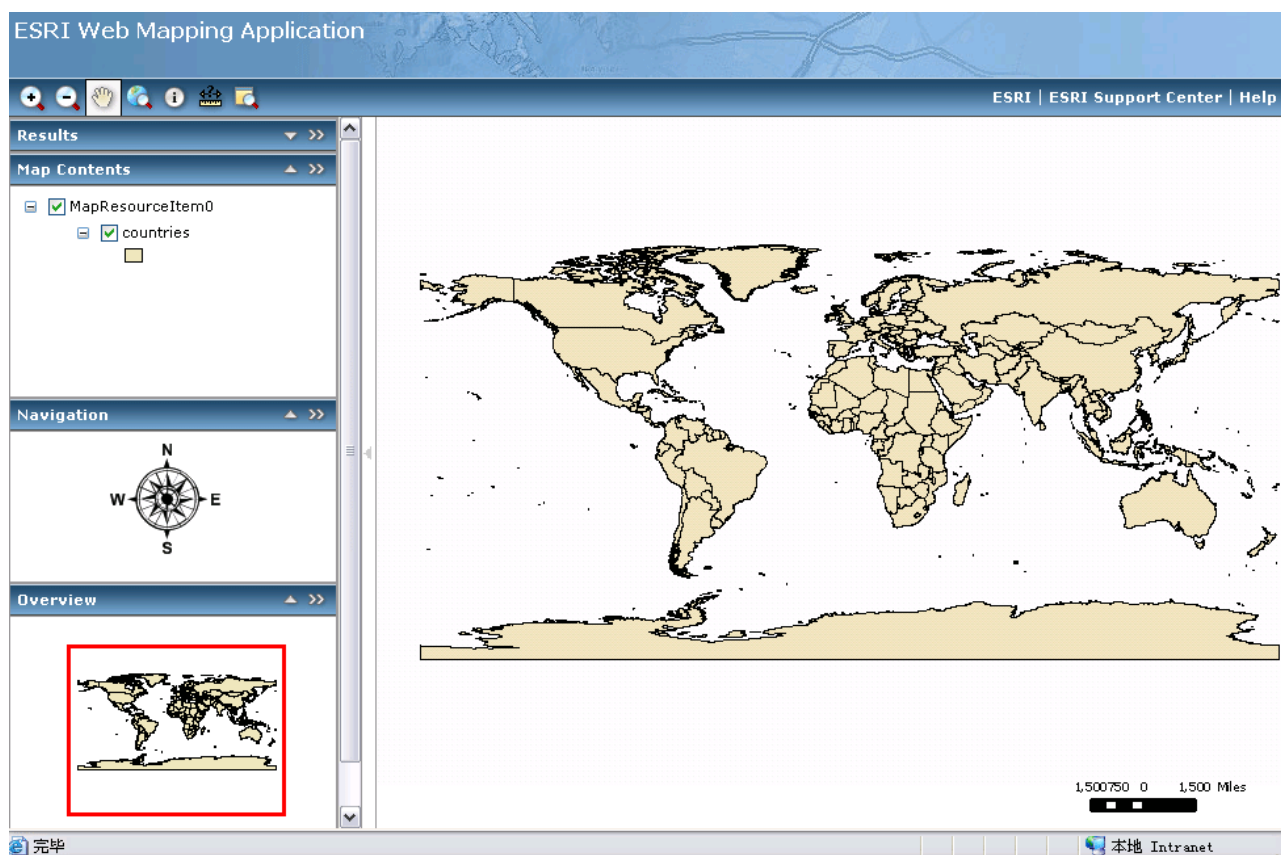 ESRI Web Mapping Application
ESRI | ESRI Support Center | Help
Results
Map Contents
MapResourceItem0
countries
Navigation
N
W E
S
Overview
1,500750 0 1,500 Miles
完毕
本地 Intranet